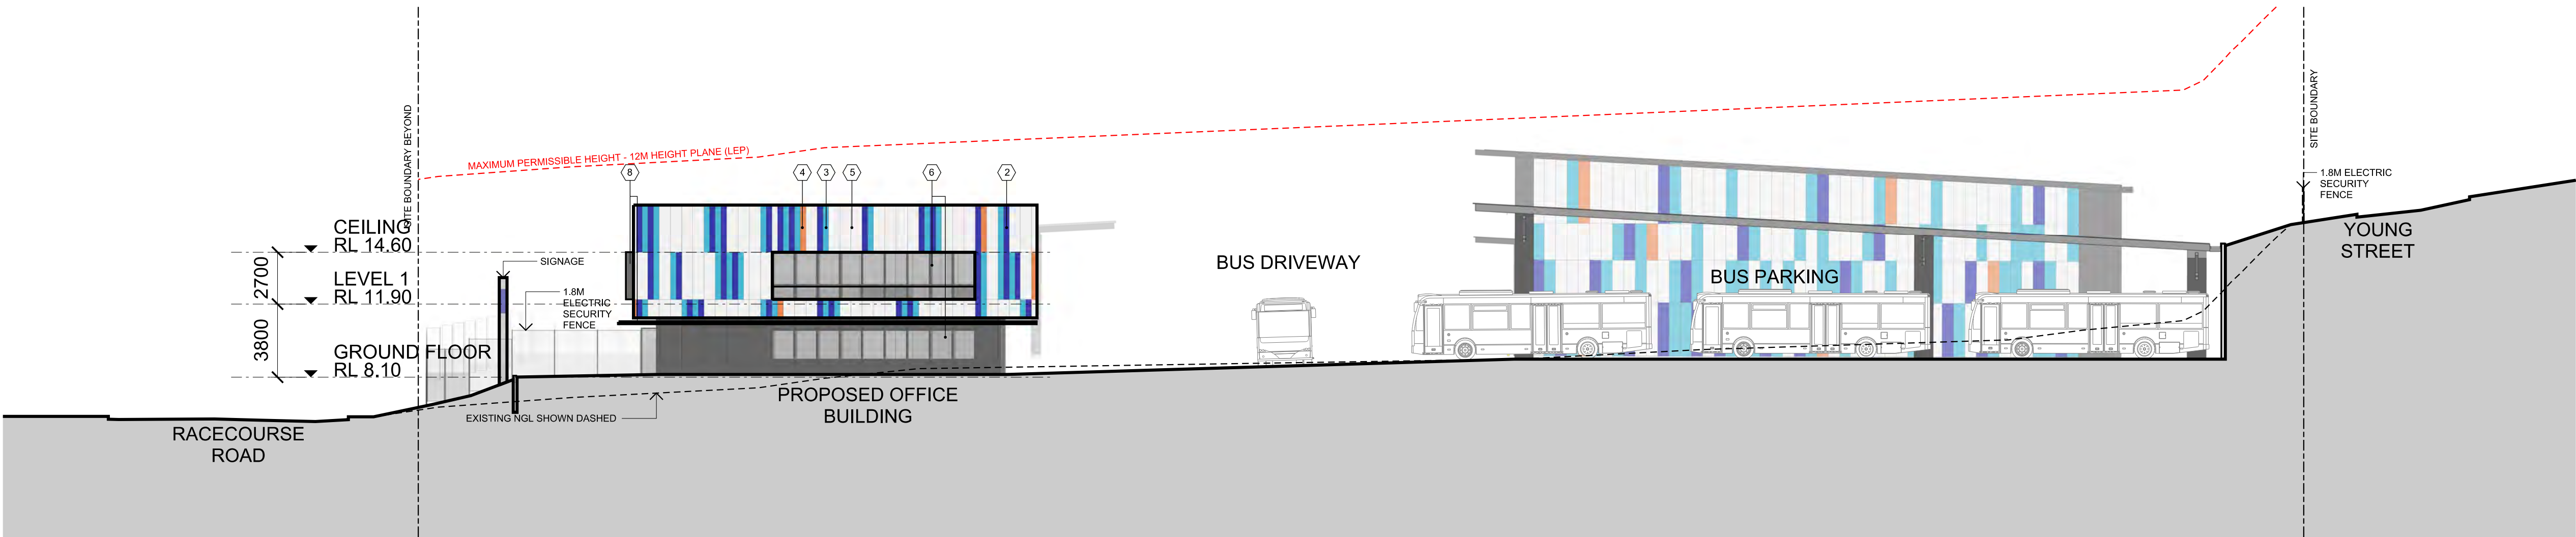 SITE BOUNDARY BEYOND
MAXIMUM PERMISSIBLE HEIGHT - 12M HEIGHT PLANE (LEP)
8
4
3
5
6
2
CEILING
RL 14.60
2700
LEVEL 1
RL 11.90
3800
GROUND FLOOR
RL 8.10
SIGNAGE
1.8M
ELECTRIC
SECURITY
FENCE
EXISTING NGL SHOWN DASHED
PROPOSED OFFICE
BUILDING
RACECOURSE
ROAD
BUS DRIVEWAY
BUS PARKING
SITE BOUNDARY
1.8M ELECTRIC
SECURITY
FENCE
YOUNG
STREET